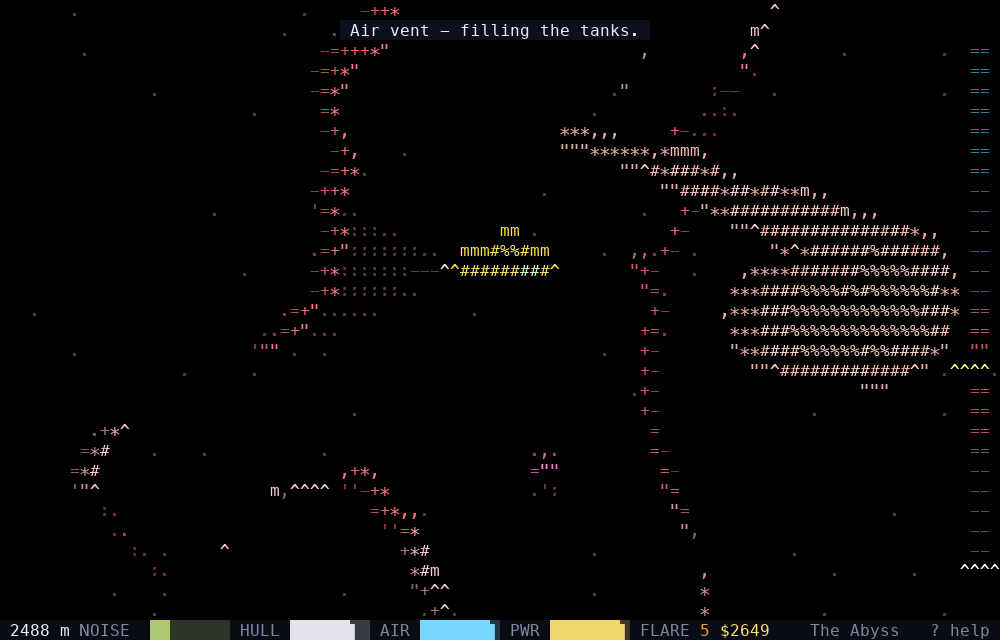 Air vent — filling the tanks.
2488 m NOISE HULL AIR PWR FLARE 5 $2649 The Abyss ? help